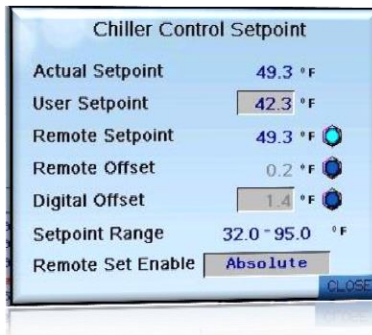 Chiller Control Setpoint
Actual Setpoint 49.3 °F
User Setpoint 42.3 °F
Remote Setpoint 49.3 °F
Remote Offset 0.2 °F
Digital Offset 1.4 °F
Setpoint Range 32.0 - 95.0 °F
Remote Set Enable Absolute
CLOSE